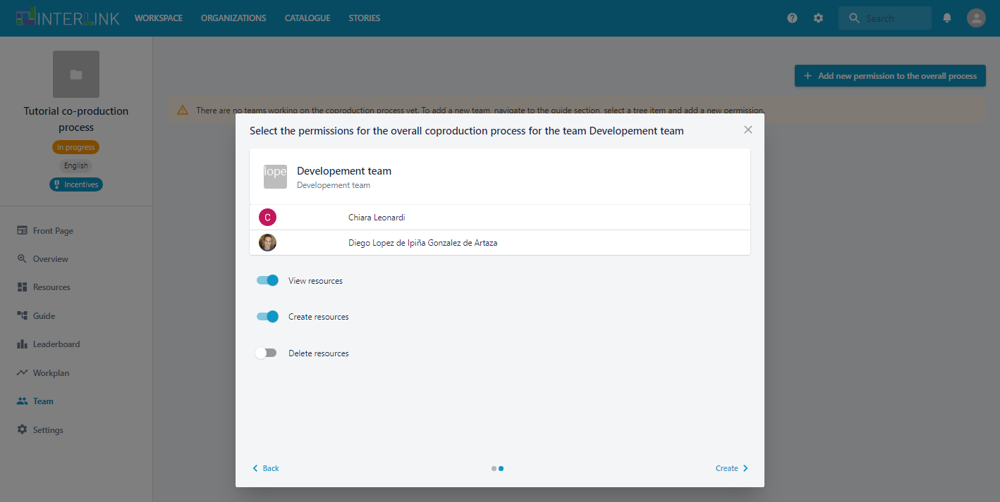 INTERLINK WORKSPACE ORGANIZATIONS CATALOGUE STORIES Search
Tutorial co-production
process
In progress
English
Incentives
Front Page
Overview
Resources
Guide
Leaderboard
Workplan
Team
Settings
+ Add new permission to the overall process
There are no teams working on the coproduction process yet. To add a new team, navigate to the guide section, select a tree item and add a new permission.
Select the permissions for the overall coproduction process for the team Developement team
lope
Developement team
Developement team
C Chiara Leonardi
Diego Lopez de Ipiña Gonzalez de Artaza
View resources
Create resources
Delete resources
Back
Create